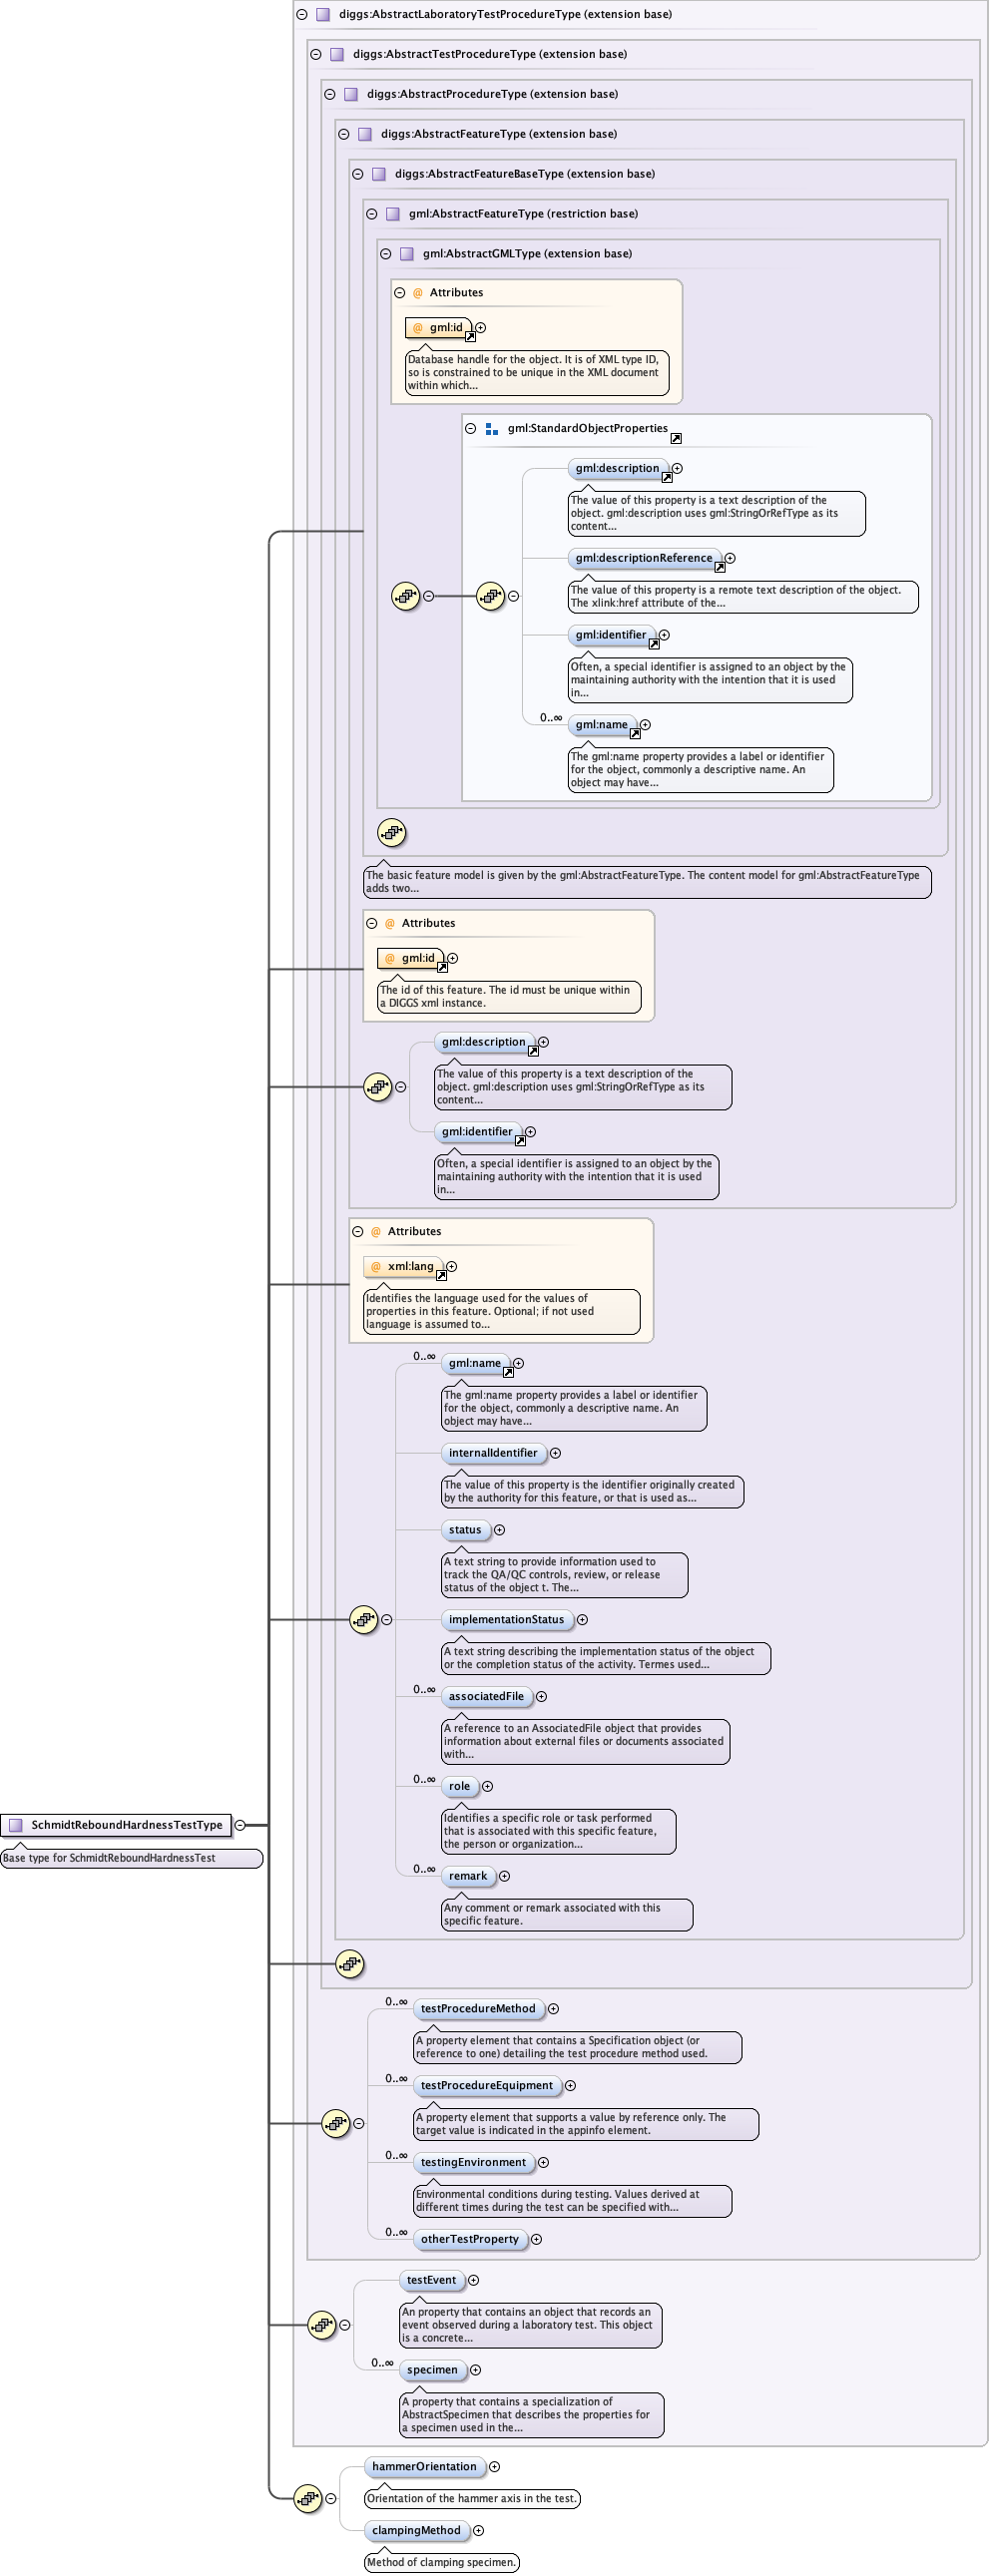 diggs:AbstractLaboratoryTestProcedureType (extension base)
diggs:AbstractTestProcedureType (extension base)
diggs:AbstractProcedureType (extension base)
diggs:AbstractFeatureType (extension base)
diggs:AbstractFeatureBaseType (extension base)
gml:AbstractFeatureType (restriction base)
gml:AbstractGMLType (extension base)
@ Attributes
@ gml:id
Database handle for the object. It is of XML type ID,
so is constrained to be unique in the XML document
within which...
gml:StandardObjectProperties
gml:description
The value of this property is a text description of the
object. gml:description uses gml:StringOrRefType as its
content...
gml:descriptionReference
The value of this property is a remote text description of the object.
The xlink:href attribute of the...
gml:identifier
Often, a special identifier is assigned to an object by the
maintaining authority with the intention that it is used
in...
0..∞
gml:name
The gml:name property provides a label or identifier
for the object, commonly a descriptive name. An
object may have...
The basic feature model is given by the gml:AbstractFeatureType. The content model for gml:AbstractFeatureType
adds two...
@ Attributes
@ gml:id
The id of this feature. The id must be unique within
a DIGGS xml instance.
gml:description
The value of this property is a text description of the
object. gml:description uses gml:StringOrRefType as its
content...
gml:identifier
Often, a special identifier is assigned to an object by the
maintaining authority with the intention that it is used
in...
@ Attributes
@ xml:lang
Identifies the language used for the values of
properties in this feature. Optional; if not used
language is assumed to...
0..∞
gml:name
The gml:name property provides a label or identifier
for the object, commonly a descriptive name. An
object may have...
internalIdentifier
The value of this property is the identifier originally created
by the authority for this feature, or that is used as...
status
A text string to provide information used to
track the QA/QC controls, review, or release
status of the object t. The...
implementationStatus
A text string describing the implementation status of the object
or the completion status of the activity. Termes used...
0..∞
associatedFile
A reference to an AssociatedFile object that provides
information about external files or documents associated
with...
0..∞
role
Identifies a specific role or task performed
that is associated with this specific feature,
the person or organization...
SchmidtReboundHardnessTestType
Base type for SchmidtReboundHardnessTest
0..∞
remark
Any comment or remark associated with this
specific feature.
0..∞
testProcedureMethod
A property element that contains a Specification object (or
reference to one) detailing the test procedure method used.
0..∞
testProcedureEquipment
A property element that supports a value by reference only. The
target value is indicated in the appinfo element.
0..∞
testingEnvironment
Environmental conditions during testing. Values derived at
different times during the test can be specified with...
0..∞
otherTestProperty
testEvent
An property that contains an object that records an
event observed during a laboratory test. This object
is a concrete...
0..∞
specimen
A property that contains a specialization of
AbstractSpecimen that describes the properties for
a specimen used in the...
hammerOrientation
Orientation of the hammer axis in the test.
clampingMethod
Method of clamping specimen.